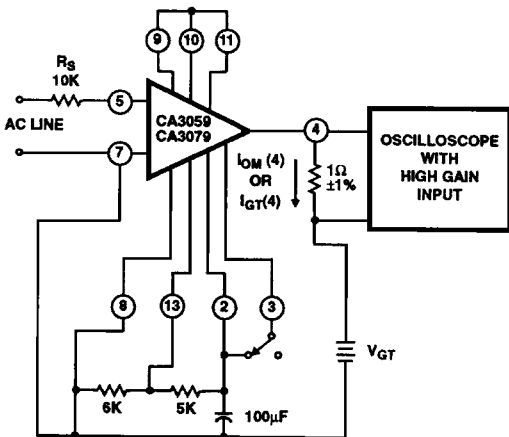 9 10 11
RS
10K
5
AC LINE
7
CA3059
CA3079
4
IOM (4)
OR
IGT(4)
1Ω
±1%
OSCILLOSCOPE
WITH
HIGH GAIN
INPUT
8 13 2 3
6K 5K
100μF
VGT